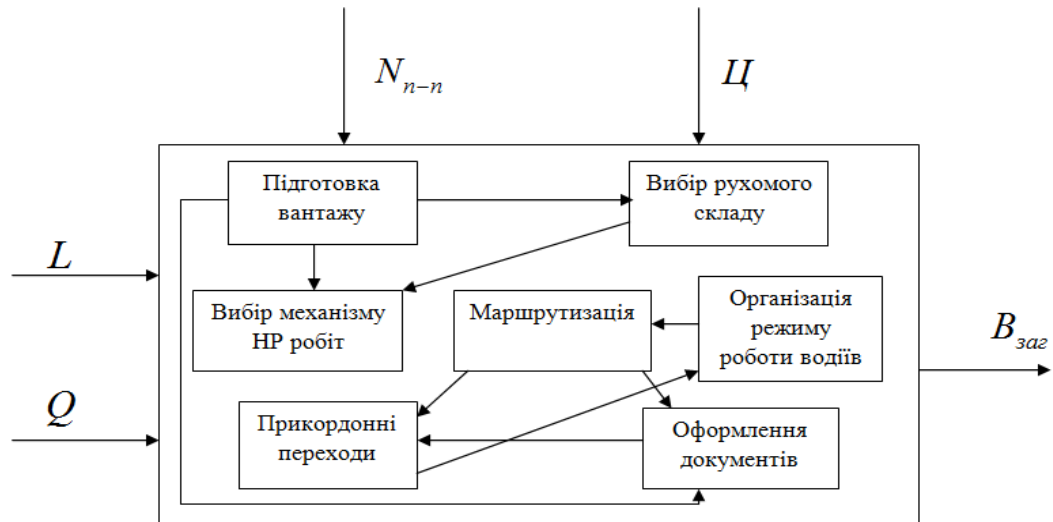 N п–п
Ц
Підготовка
вантажу
Вибір рухомого
складу
L
Вибір механізму
НР робіт
Маршрутизація
Організація
режиму
роботи водіїв
В заг
Q
Прикордонні
переходи
Оформлення
документів